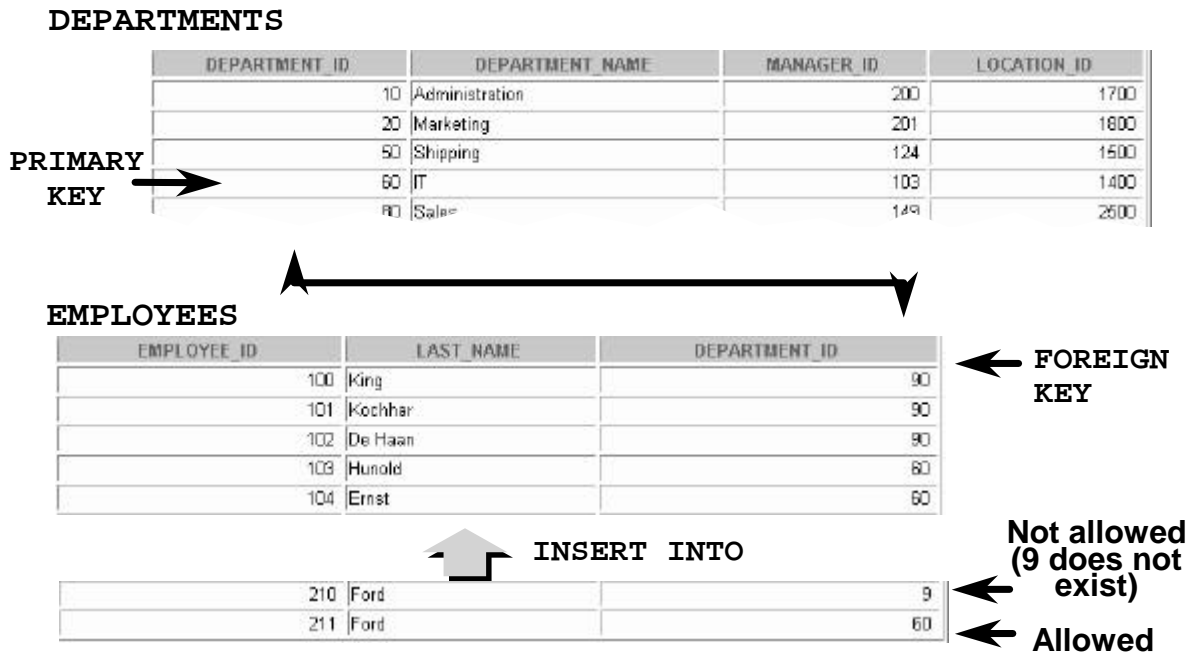 DEPARTMENTS
DEPARTMENT_ID DEPARTMENT_NAME MANAGER_ID LOCATION_ID
10 Administration 200 1700
20 Marketing 201 1800
50 Shipping 124 1500
PRIMARY KEY
60 IT 103 1400
80 Sales 149 2500
EMPLOYEES
EMPLOYEE_ID LAST_NAME DEPARTMENT_ID
FOREIGN KEY
100 King 90
101 Kochhar 90
102 De Haan 90
103 Hunold 60
104 Ernst 60
INSERT INTO
Not allowed
(9 does not
exist)
210 Ford 9
211 Ford 60
Allowed